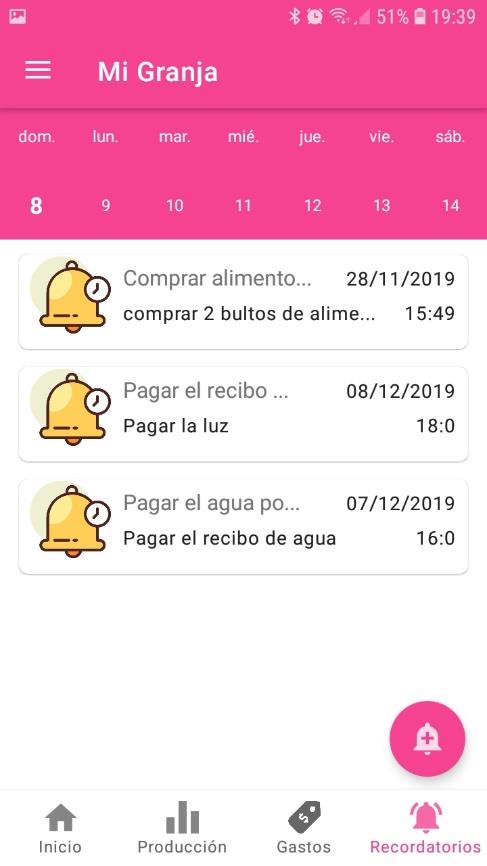 51% 19:39
Mi Granja
dom. lun. mar. mié. jue. vie. sáb.
8 9 10 11 12 13 14
Comprar alimento... 28/11/2019
comprar 2 bultos de alime... 15:49
Pagar el recibo ... 08/12/2019
Pagar la luz 18:0
Pagar el agua po... 07/12/2019
Pagar el recibo de agua 16:0
Inicio Producción Gastos Recordatorios